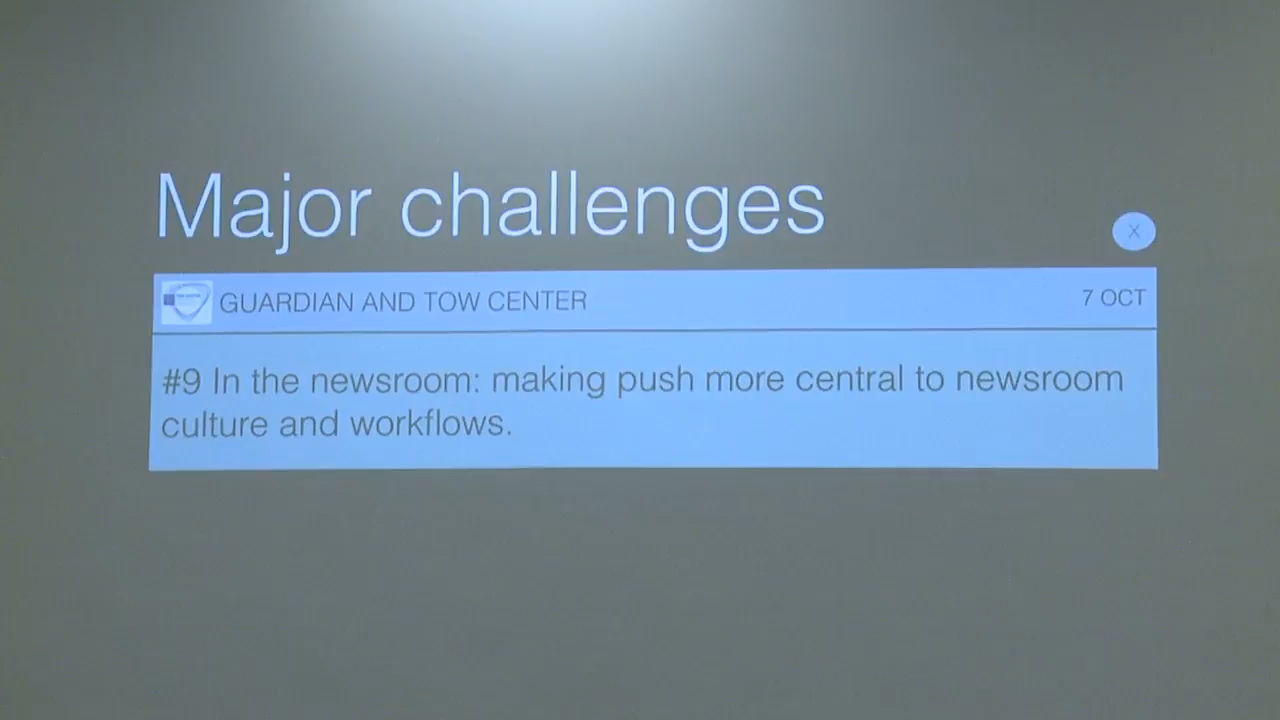 Major challenges
X
GUARDIAN AND TOW CENTER
7 OCT
#9 In the newsroom: making push more central to newsroom
culture and workflows.